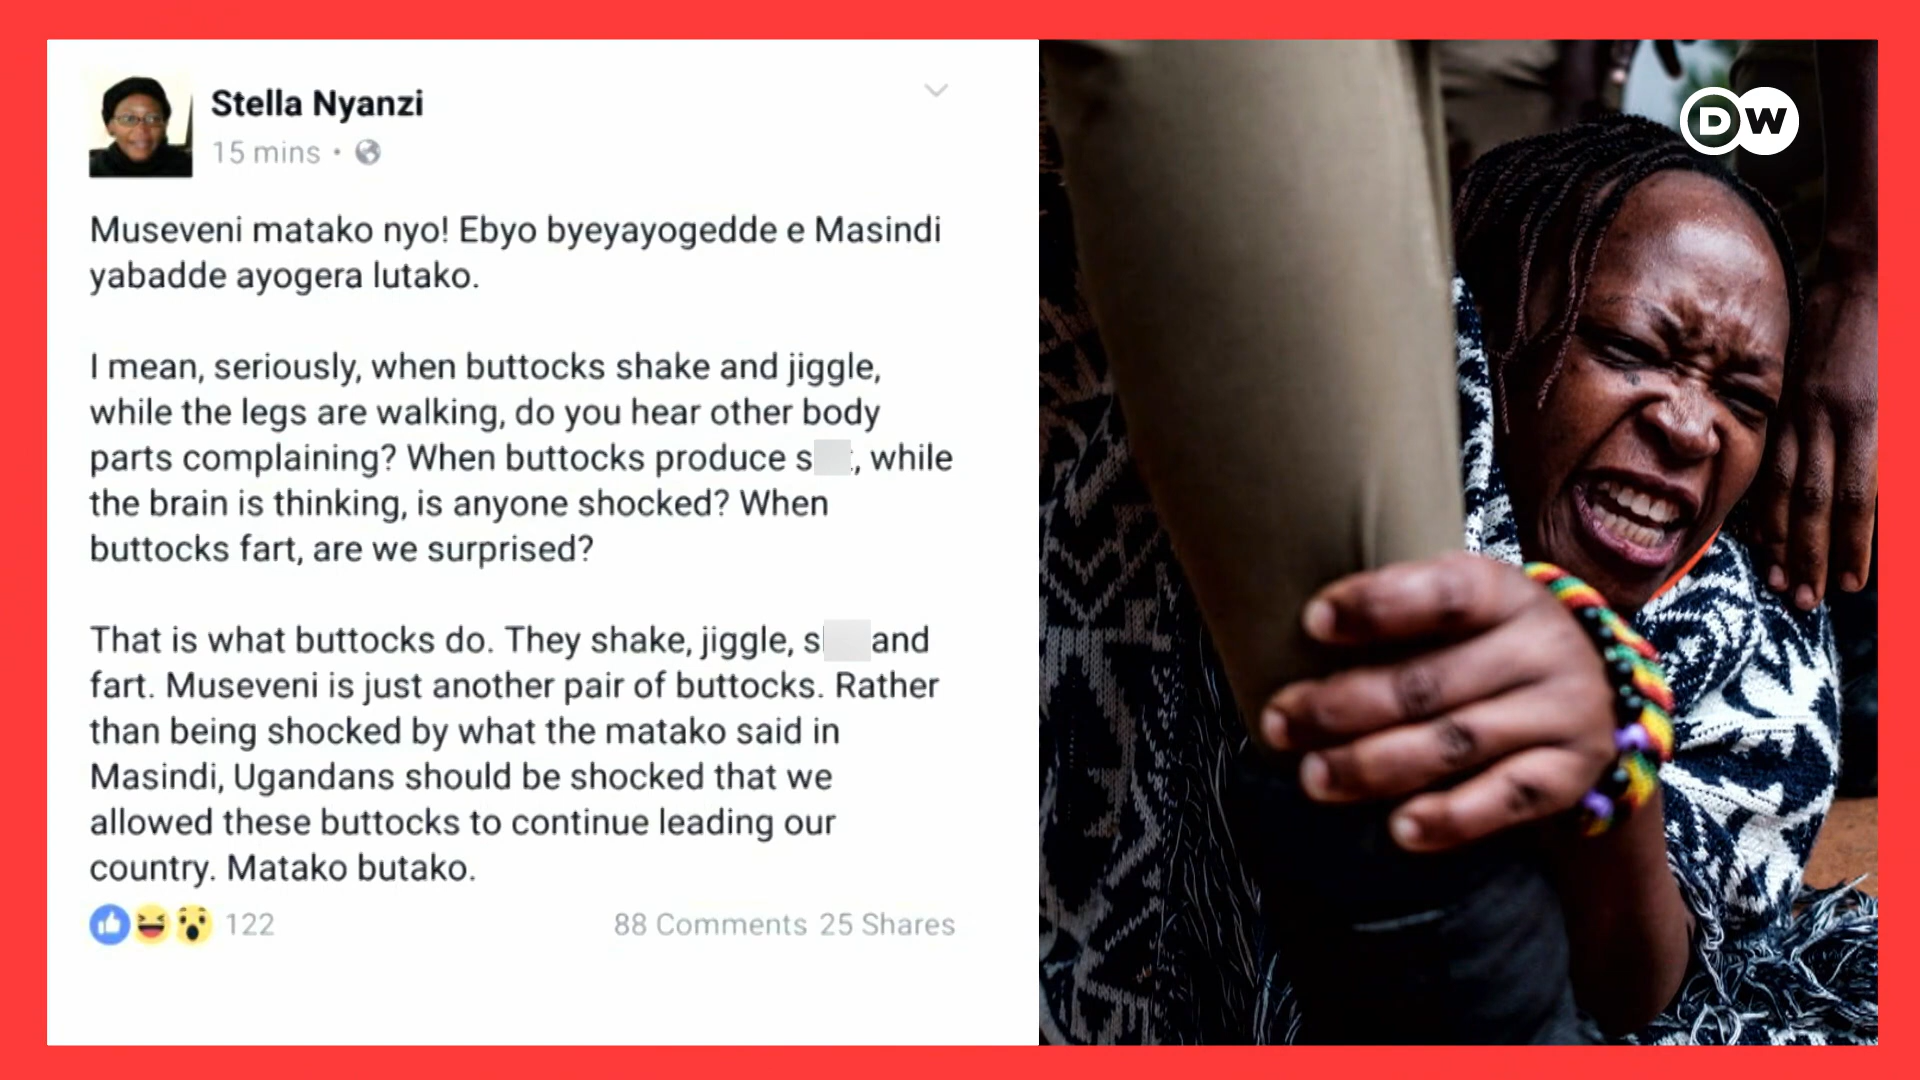 Stella Nyanzi
15 mins •
Museveni matako nyo! Ebyo byeyayogedde e Masindi
yabadde ayogera lutako.
I mean, seriously, when buttocks shake and jiggle,
while the legs are walking, do you hear other body
parts complaining? When buttocks produce s , while
the brain is thinking, is anyone shocked? When
buttocks fart, are we surprised?
That is what buttocks do. They shake, jiggle, s and
fart. Museveni is just another pair of buttocks. Rather
than being shocked by what the matako said in
Masindi, Ugandans should be shocked that we
allowed these buttocks to continue leading our
country. Matako butako.
122 88 Comments 25 Shares
DW